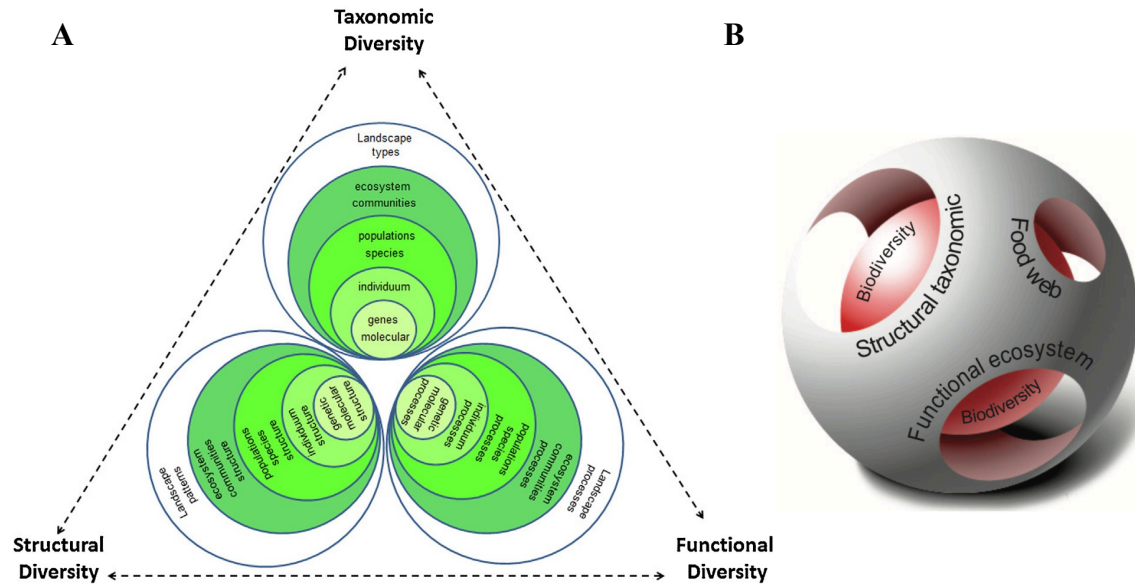 A
Taxonomic
Diversity
Landscape
types
ecosystem
communities
populations
species
individuum
genes
molecular
genetic
molecular
structure
individuum
structure
populations
species
structure
ecosystem
communities
structure
Landscape
patterns
genetic
molecular
processes
individuum
processes
populations
species
processes
ecosystem
communities
processes
Landscape
processes
Structural
Diversity
Functional
Diversity
B
Biodiversity
Structural taxonomic
Food web
Functional ecosystem
Biodiversity